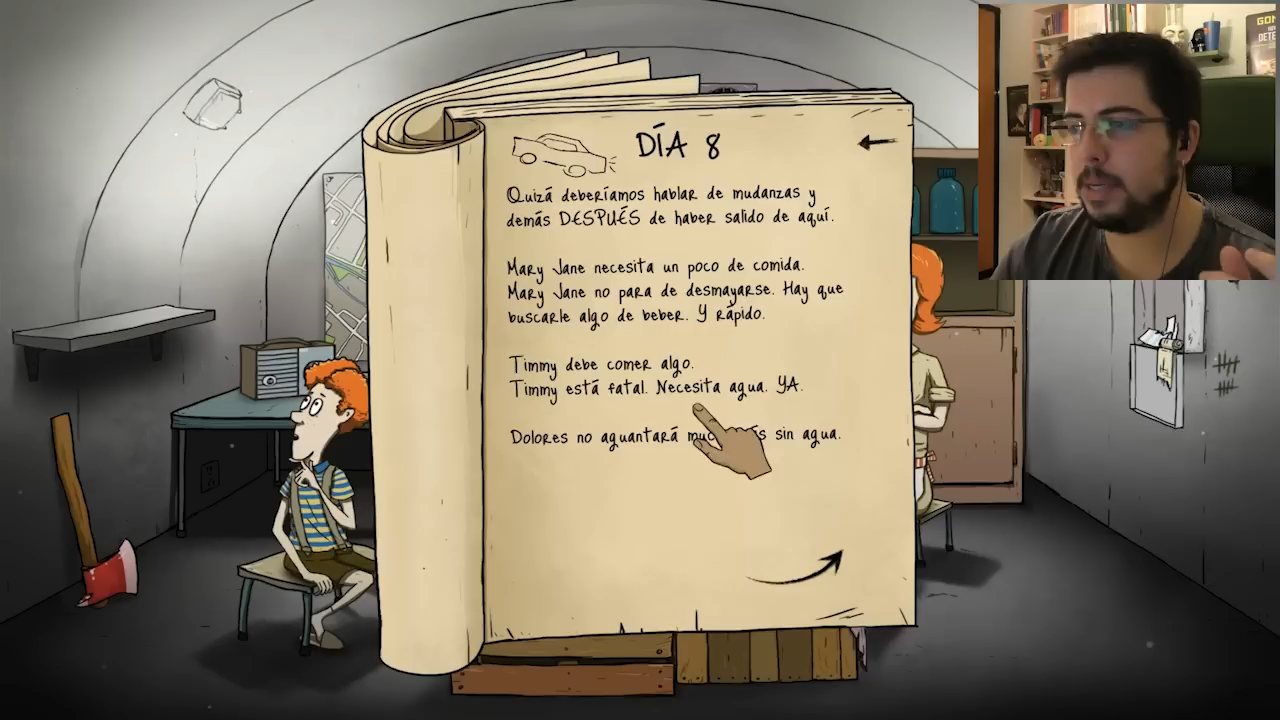 DÍA 8
Quizá deberíamos hablar de mudanzas y
demás DESPUÉS de haber salido de aquí.
Mary Jane necesita un poco de comida.
Mary Jane no para de desmayarse. Hay que
buscarle algo de beber. Y rápido.
Timmy debe comer algo.
Timmy está fatal. Necesita agua. YA.
Dolores no aguantará sin agua.